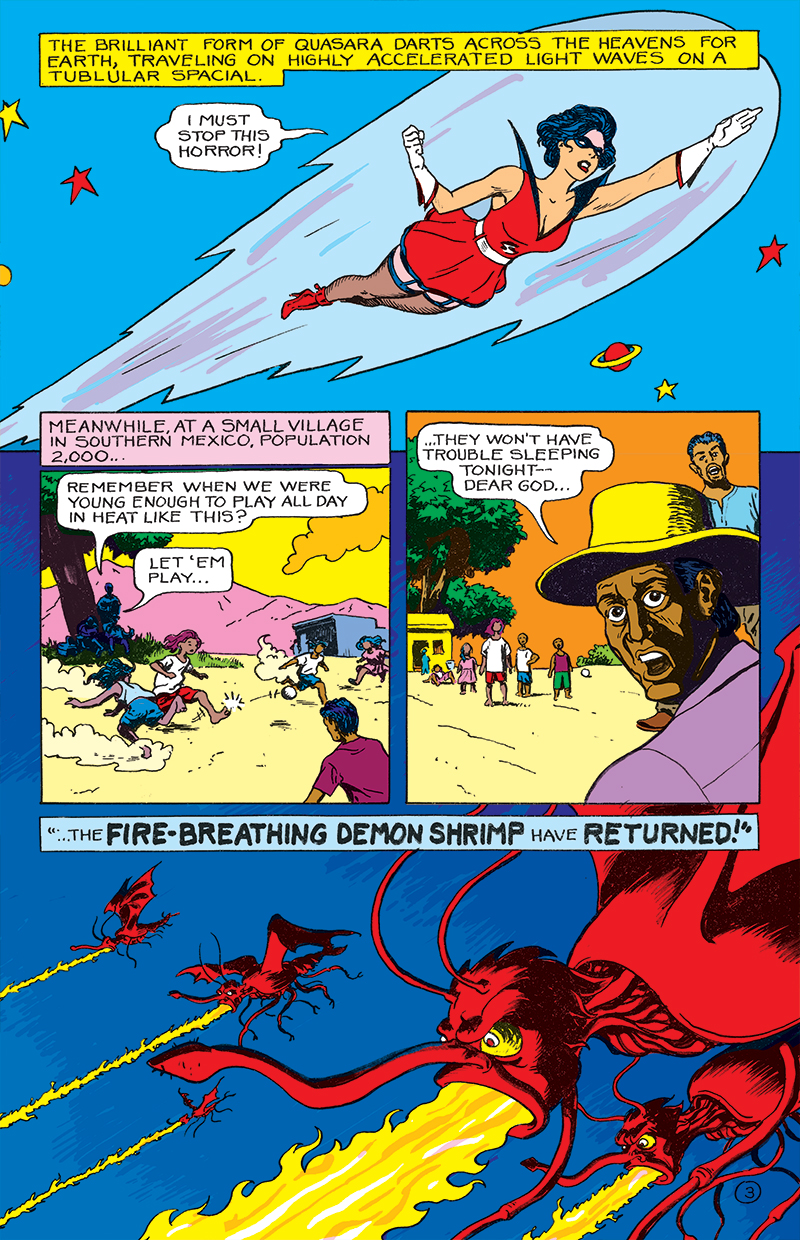 THE BRILLIANT FORM OF QUASARA DARTS ACROSS THE HEAVENS FOR
EARTH, TRAVELING ON HIGHLY ACCELERATED LIGHT WAVES ON A
TUBLULAR SPACIAL.
I MUST
STOP THIS
HORROR!
MEANWHILE, AT A SMALL VILLAGE
IN SOUTHERN MEXICO, POPULATION
2,000...
REMEMBER WHEN WE WERE
YOUNG ENOUGH TO PLAY ALL DAY
IN HEAT LIKE THIS?
LET 'EM
PLAY...
...THEY WON'T HAVE
TROUBLE SLEEPING
TONIGHT--
DEAR GOD...
"...THE FIRE-BREATHING DEMON SHRIMP HAVE RETURNED!"
3